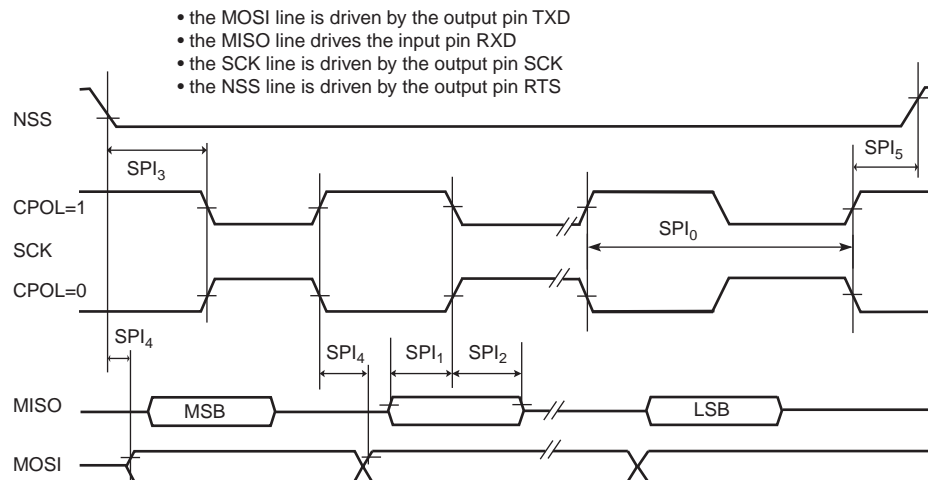 • the MOSI line is driven by the output pin TXD
• the MISO line drives the input pin RXD
• the SCK line is driven by the output pin SCK
• the NSS line is driven by the output pin RTS
NSS
SPI3
SPI5
CPOL=1
SCK
SPI0
CPOL=0
SPI4
SPI4
SPI1
SPI2
MISO
MSB
LSB
MOSI